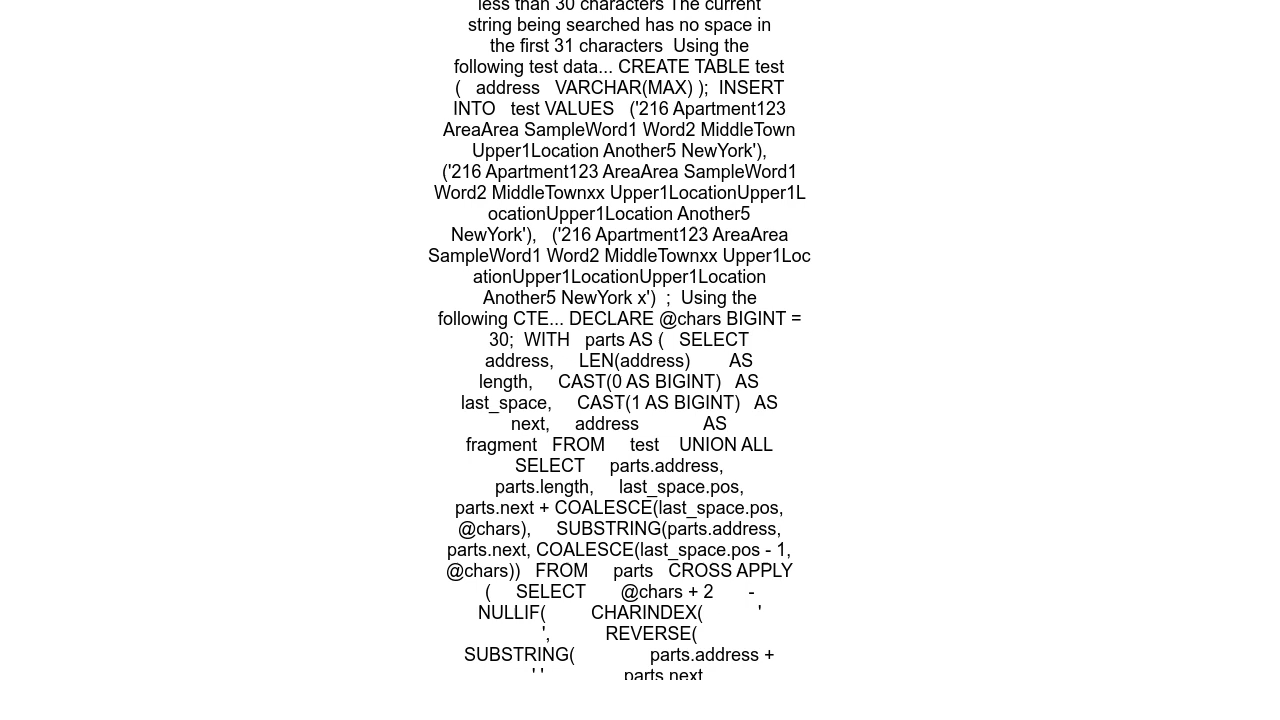 less than 30 characters The current
string being searched has no space in
the first 31 characters  Using the
following test data... CREATE TABLE test
(   address   VARCHAR(MAX) );  INSERT
INTO   test VALUES   ('216 Apartment123
AreaArea SampleWord1 Word2 MiddleTown
Upper1Location Another5 NewYork'),
('216 Apartment123 AreaArea SampleWord1
Word2 MiddleTownxx Upper1LocationUpper1L
ocationUpper1Location Another5
NewYork'),   ('216 Apartment123 AreaArea
SampleWord1 Word2 MiddleTownxx Upper1Loc
ationUpper1LocationUpper1Location
Another5 NewYork x')  ;  Using the
following CTE... DECLARE @chars BIGINT =
30;  WITH   parts AS (   SELECT
address,     LEN(address)        AS
length,     CAST(0 AS BIGINT)   AS
last_space,     CAST(1 AS BIGINT)   AS
next,     address             AS
fragment   FROM     test    UNION ALL
SELECT     parts.address,
parts.length,     last_space.pos,
parts.next + COALESCE(last_space.pos,
@chars),     SUBSTRING(parts.address,
parts.next, COALESCE(last_space.pos - 1,
@chars))   FROM     parts   CROSS APPLY
(     SELECT       @chars + 2       -
NULLIF(         CHARINDEX(           '
',           REVERSE(
SUBSTRING(               parts.address +
' '                parts.next